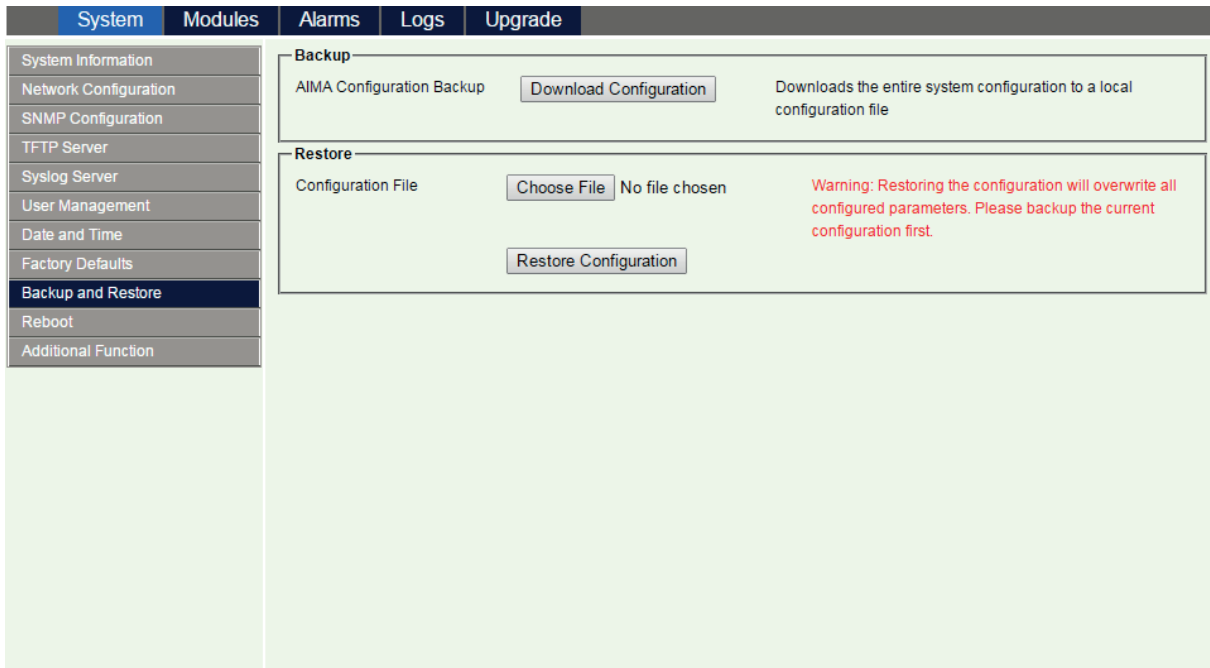 System Modules Alarms Logs Upgrade
System Information
Network Configuration
SNMP Configuration
TFTP Server
Syslog Server
User Management
Date and Time
Factory Defaults
Backup and Restore
Reboot
Additional Function
Backup
AIMA Configuration Backup Download Configuration Downloads the entire system configuration to a local
configuration file
Restore
Configuration File Choose File No file chosen Warning: Restoring the configuration will overwrite all
configured parameters. Please backup the current
configuration first.
Restore Configuration